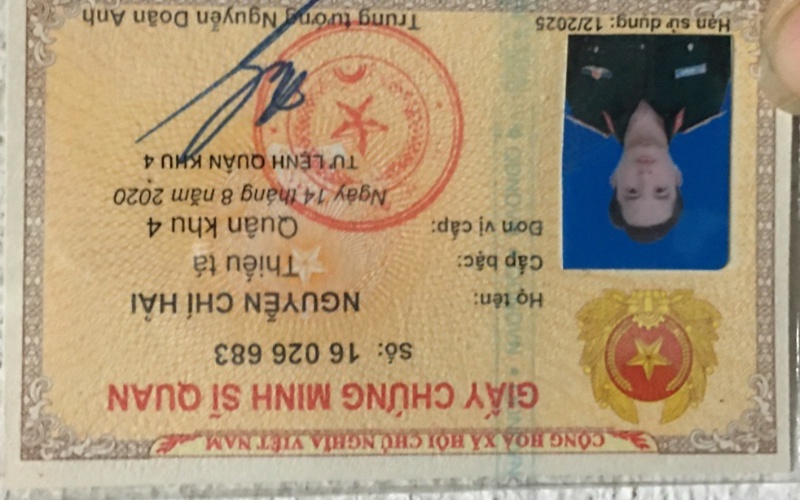 CỘNG HOÀ XÃ HỘI CHỦ NGHĨA VIỆT NAM
GIẤY CHỨNG MINH SĨ QUAN
Số: 16 026 683
Họ tên: NGUYỄN CHÍ HẢI
Cấp bậc: Thiếu tá
Đơn vị cấp: Quân khu 4
Ngày 14 tháng 8 năm 2020
TƯ LỆNH QUÂN KHU 4
Hạn sử dụng: 12/2025
Trung tướng Nguyễn Doãn Anh